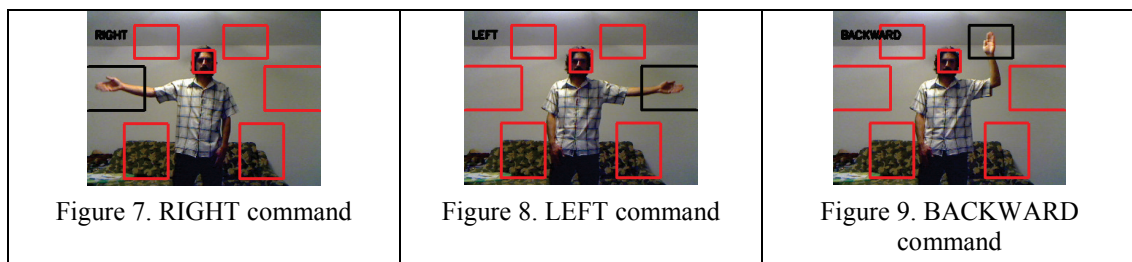 RIGHT
LEFT
BACKWARD
Figure 7. RIGHT command
Figure 8. LEFT command
Figure 9. BACKWARD
command